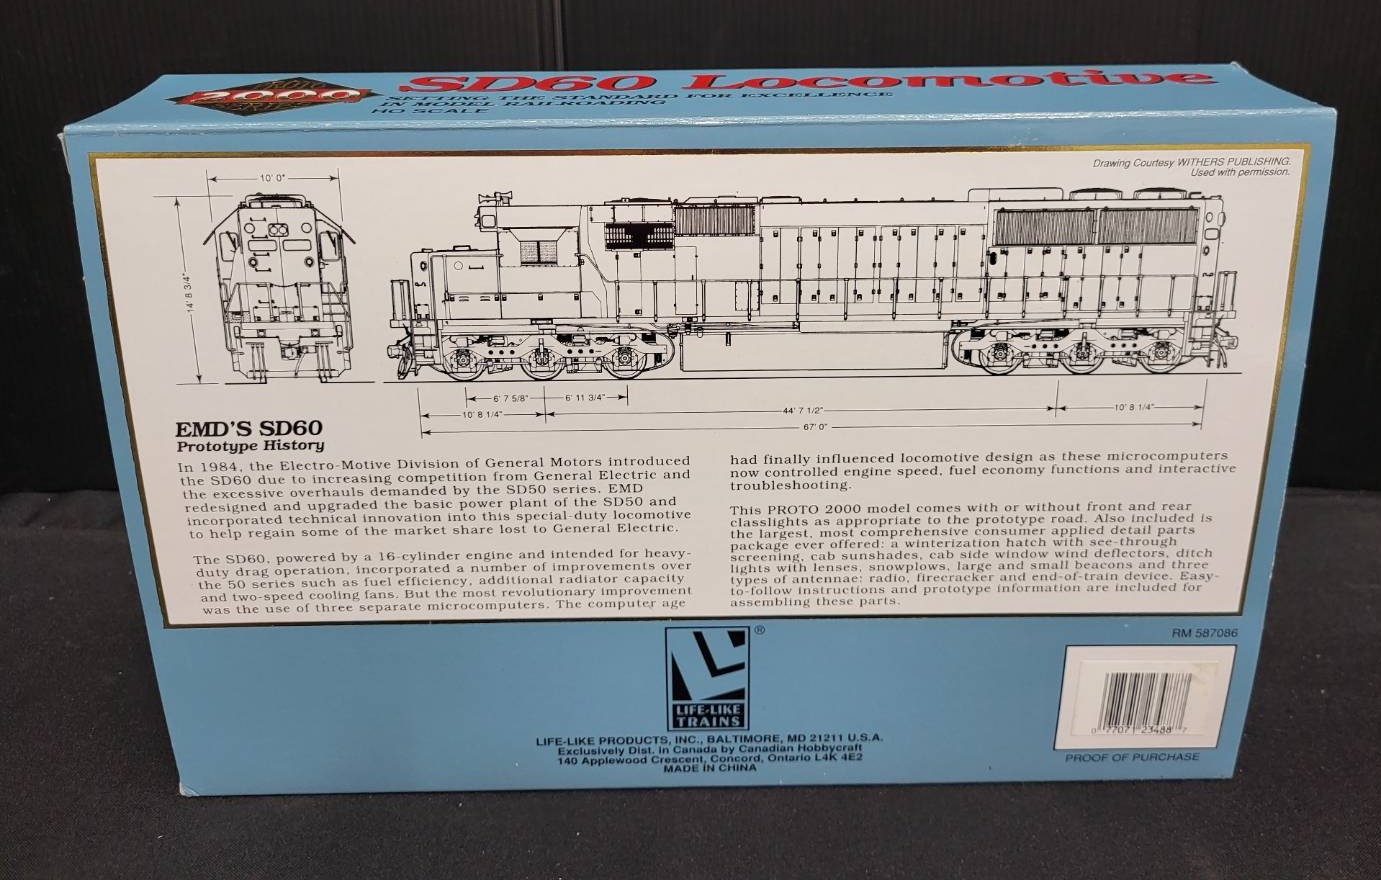 PROTO
2000
SERIES
SD60 Locomotive
SETTING THE STANDARD FOR EXCELLENCE
IN MODEL RAILROADING
HO SCALE
Drawing Courtesy WITHERS PUBLISHING.
Used with permission.
10' 0"
14' 8 3/4"
6' 7 5/8"
6' 11 3/4"
10' 8 1/4"
44' 7 1/2"
10' 8 1/4"
67' 0"
EMD'S SD60
Prototype History
In 1984, the Electro-Motive Division of General Motors introduced
the SD60 due to increasing competition from General Electric and
the excessive overhauls demanded by the SD50 series. EMD
redesigned and upgraded the basic power plant of the SD50 and
incorporated technical innovation into this special-duty locomotive
to help regain some of the market share lost to General Electric.
The SD60, powered by a 16-cylinder engine and intended for heavy-
duty drag operation, incorporated a number of improvements over
the 50 series such as fuel efficiency, additional radiator capacity
and two-speed cooling fans. But the most revolutionary improvement
was the use of three separate microcomputers. The computer age
had finally influenced locomotive design as these microcomputers
now controlled engine speed, fuel economy functions and interactive
troubleshooting.
This PROTO 2000 model comes with or without front and rear
classlights as appropriate to the prototype road. Also included is
the largest, most comprehensive consumer applied detail parts
package ever offered: a winterization hatch with see-through
screening, cab sunshades, cab side window wind deflectors, ditch
lights with lenses, snowplows, large and small beacons and three
types of antennae: radio, firecracker and end-of-train device. Easy-
to-follow instructions and prototype information are included for
assembling these parts.
RM 587086
®
LIFE-LIKE
TRAINS
LIFE-LIKE PRODUCTS, INC., BALTIMORE, MD 21211 U.S.A.
Exclusively Dist. in Canada by Canadian Hobbycraft
140 Applewood Crescent, Concord, Ontario L4K 4E2
MADE IN CHINA
23488 7
PROOF OF PURCHASE